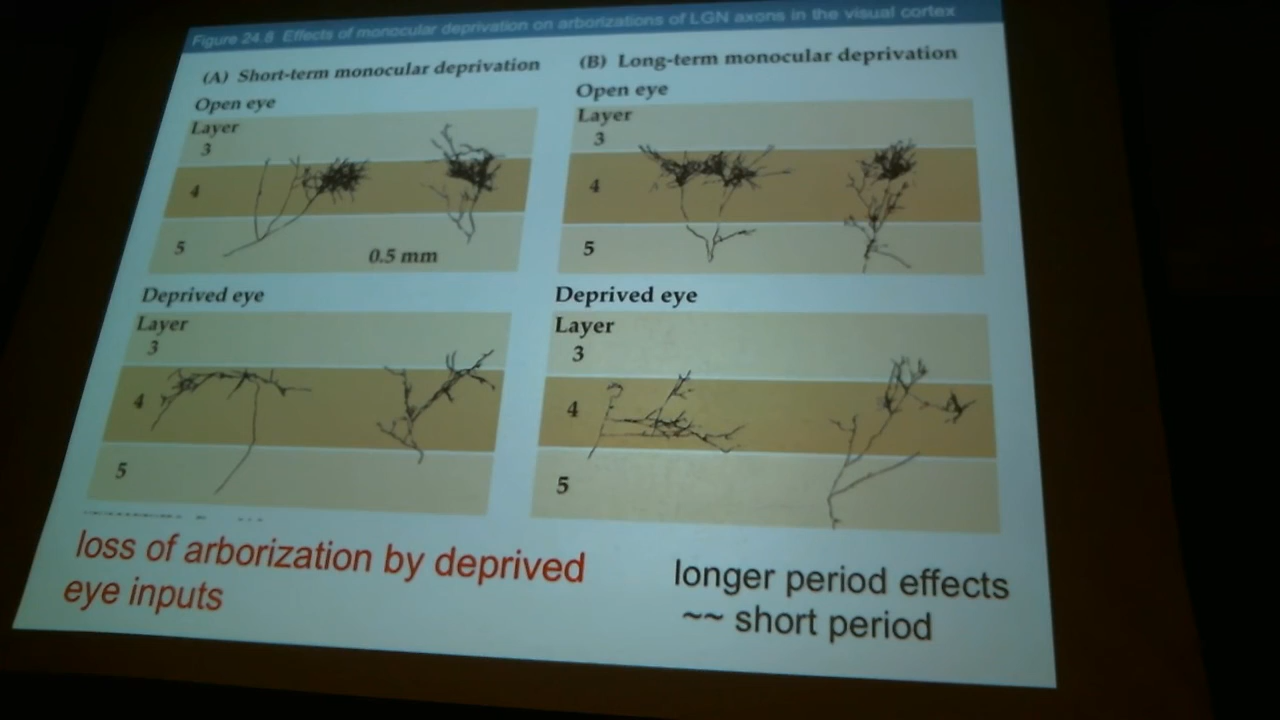 Figure 24.8 Effects of monocular deprivation on arborizations of LGN axons in the visual cortex
(A) Short-term monocular deprivation
Open eye
Layer
3
4
5
0.5 mm
Deprived eye
Layer
3
4
5
(B) Long-term monocular deprivation
Open eye
Layer
3
4
5
Deprived eye
Layer
3
4
5
loss of arborization by deprived
eye inputs
longer period effects
~~ short period